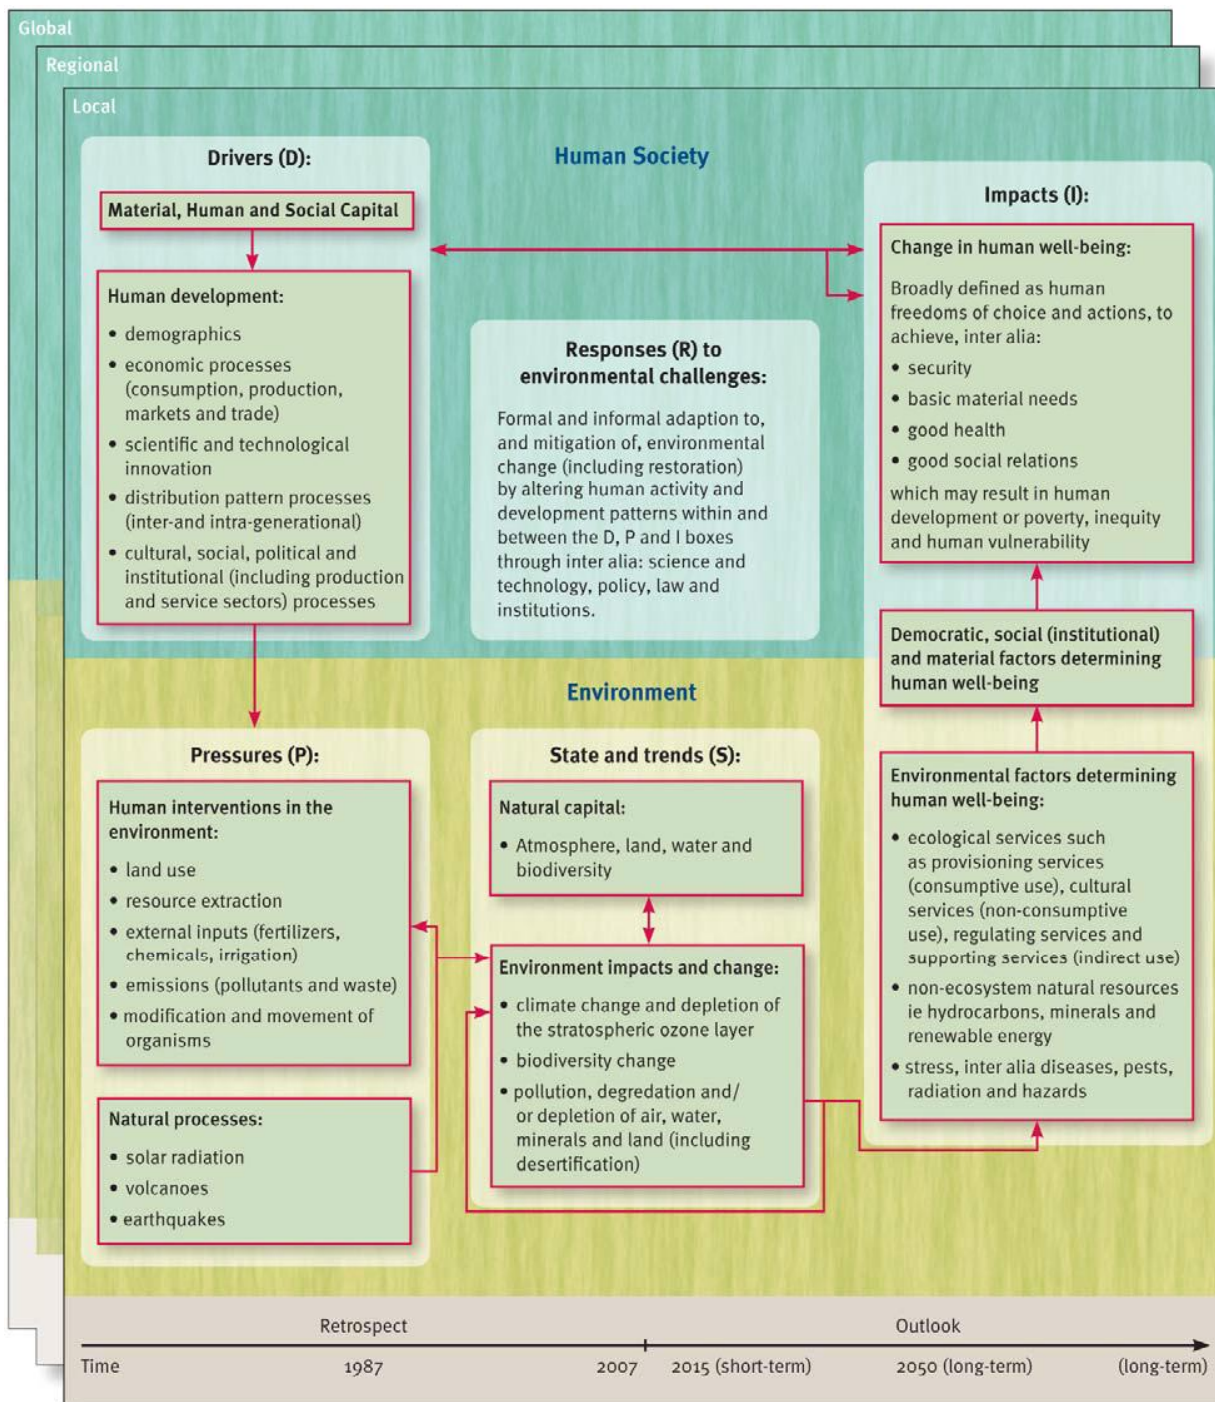 Global
Regional
Local
Drivers (D):
Material, Human and Social Capital
Human development:
• demographics
• economic processes
(consumption, production,
markets and trade)
• scientific and technological
innovation
• distribution pattern processes
(inter-and intra-generational)
• cultural, social, political and
institutional (including production
and service sectors) processes
Human Society
Responses (R) to
environmental challenges:
Formal and informal adaption to,
and mitigation of, environmental
change (including restoration)
by altering human activity and
development patterns within and
between the D, P and I boxes
through inter alia: science and
technology, policy, law and
institutions.
Impacts (I):
Change in human well-being:
Broadly defined as human
freedoms of choice and actions, to
achieve, inter alia:
• security
• basic material needs
• good health
• good social relations
which may result in human
development or poverty, inequity
and human vulnerability
Democratic, social (institutional)
and material factors determining
human well-being
Environment
Pressures (P):
Human interventions in the
environment:
• land use
• resource extraction
• external inputs (fertilizers,
chemicals, irrigation)
• emissions (pollutants and waste)
• modification and movement of
organisms
Natural processes:
• solar radiation
• volcanoes
• earthquakes
State and trends (S):
Natural capital:
• Atmosphere, land, water and
biodiversity
Environment impacts and change:
• climate change and depletion of
the stratospheric ozone layer
• biodiversity change
• pollution, degredation and/
or depletion of air, water,
minerals and land (including
desertification)
Environmental factors determining
human well-being:
• ecological services such
as provisioning services
(consumptive use), cultural
services (non-consumptive
use), regulating services and
supporting services (indirect use)
• non-ecosystem natural resources
ie hydrocarbons, minerals and
renewable energy
• stress, inter alia diseases, pests,
radiation and hazards
Retrospect
Outlook
Time
1987
2007
2015 (short-term)
2050 (long-term)
(long-term)